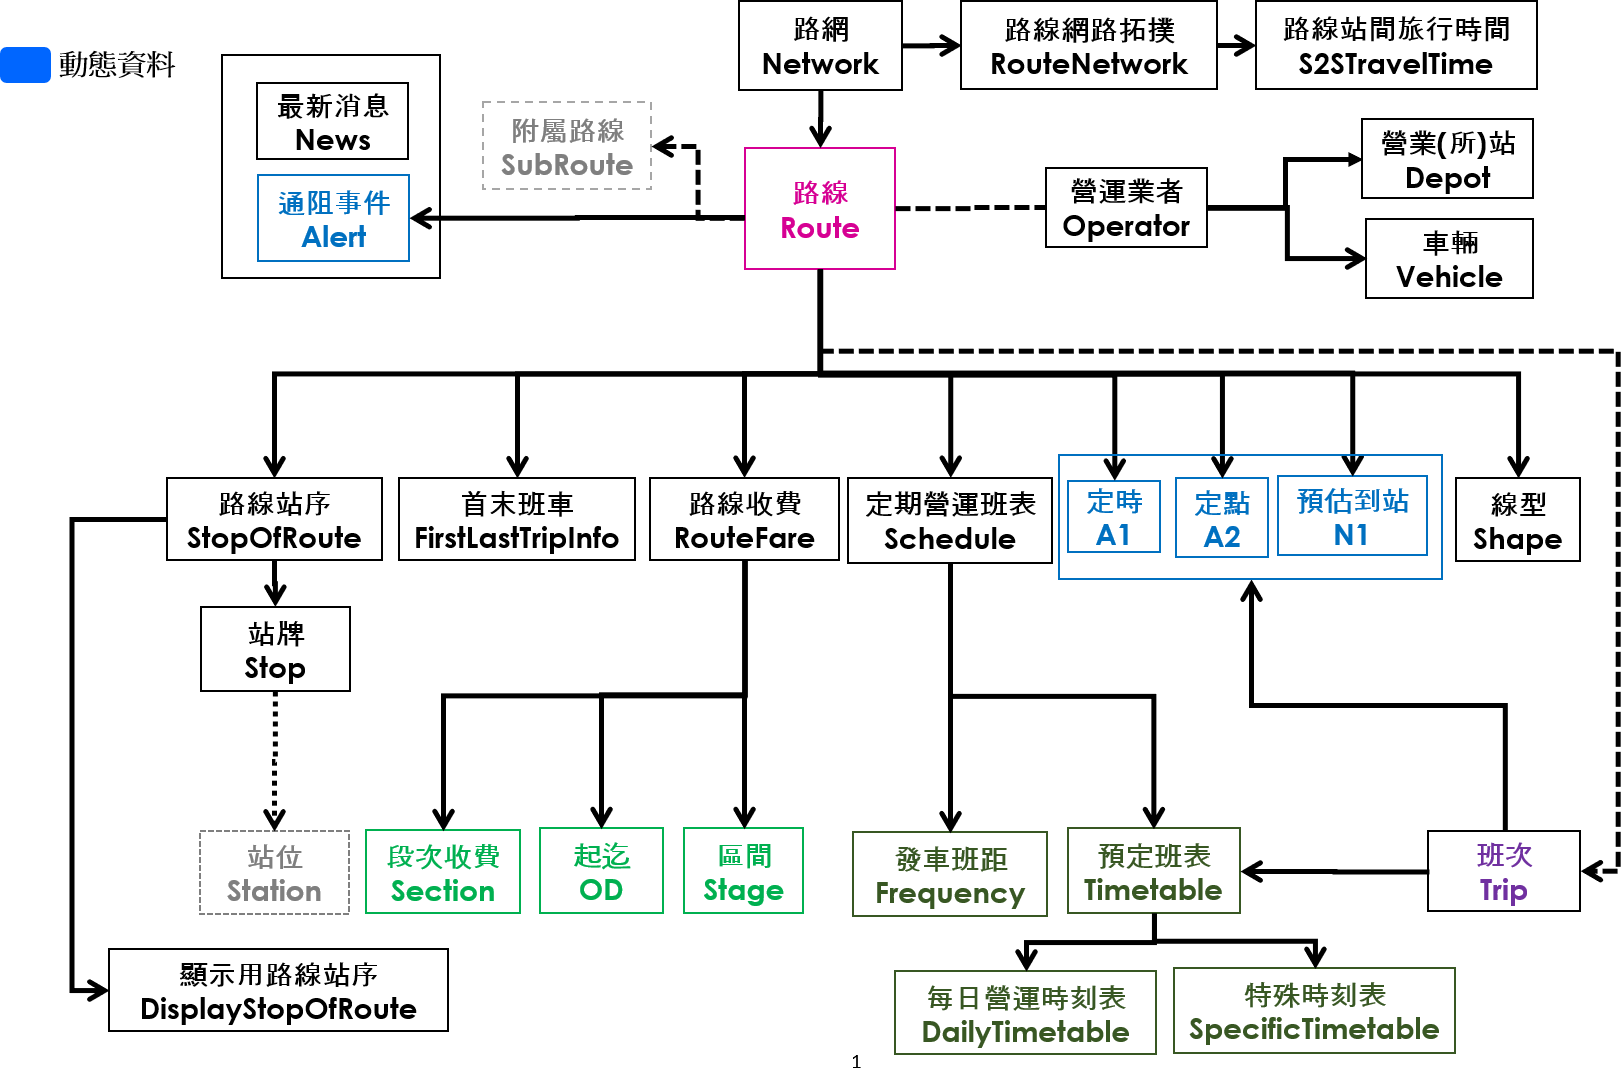 動態資料
路網
Network
路線網路拓撲
RouteNetwork
路線站間旅行時間
S2STravelTime
最新消息
News
通阻事件
Alert
附屬路線
SubRoute
路線
Route
營運業者
Operator
營業(所)站
Depot
車輛
Vehicle
路線站序
StopOfRoute
首末班車
FirstLastTripInfo
路線收費
RouteFare
定期營運班表
Schedule
定時
A1
定點
A2
預估到站
N1
線型
Shape
站牌
Stop
站位
Station
段次收費
Section
起迄
OD
區間
Stage
發車班距
Frequency
預定班表
Timetable
班次
Trip
顯示用路線站序
DisplayStopOfRoute
每日營運時刻表
DailyTimetable
特殊時刻表
SpecificTimetable
1